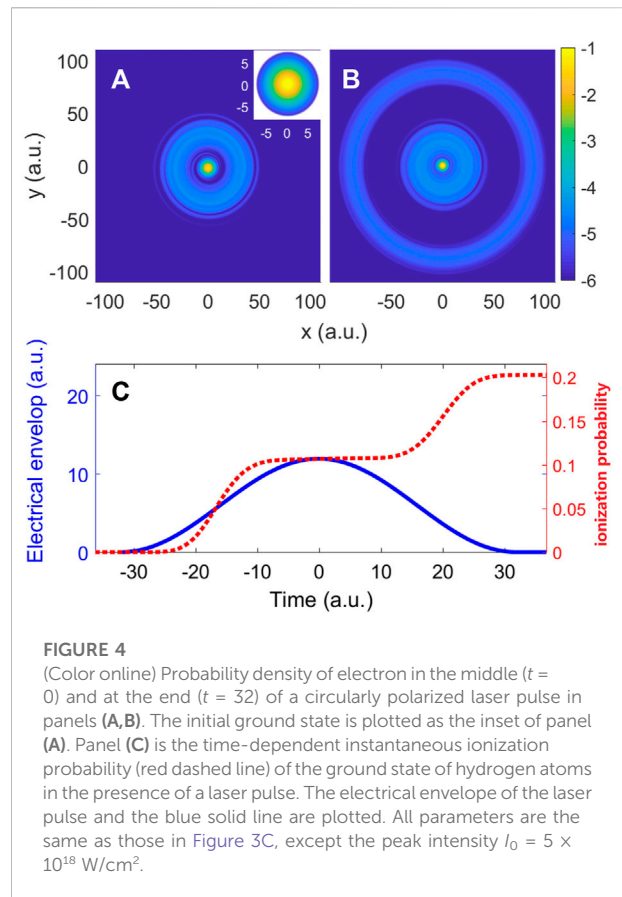 A
B
5
0
-5
-5 0 5
y (a.u.)
100
50
0
-50
-100
-100 -50 0 50 100
-100 -50 0 50 100
x (a.u.)
-1
-2
-3
-4
-5
-6
C
Electrical envelop (a.u.)
20
10
0
0.2
0.15
0.1
0.05
0
ionization probability
-30 -20 -10 0 10 20 30
Time (a.u.)
FIGURE 4
(Color online) Probability density of electron in the middle (t =
0) and at the end (t = 32) of a circularly polarized laser pulse in
panels (A,B). The initial ground state is plotted as the inset of panel
(A). Panel (C) is the time-dependent instantaneous ionization
probability (red dashed line) of the ground state of hydrogen atoms
in the presence of a laser pulse. The electrical envelope of the laser
pulse and the blue solid line are plotted. All parameters are the
same as those in Figure 3C, except the peak intensity I₀ = 5 ×
10¹⁸ W/cm².